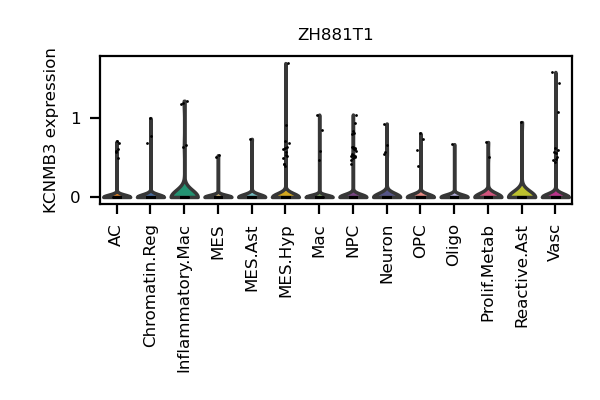 ZH881T1
KCNMB3 expression
1
0
AC
Chromatin.Reg
Inflammatory.Mac
MES
MES.Ast
MES.Hyp
Mac
NPC
Neuron
OPC
Oligo
Prolif.Metab
Reactive.Ast
Vasc